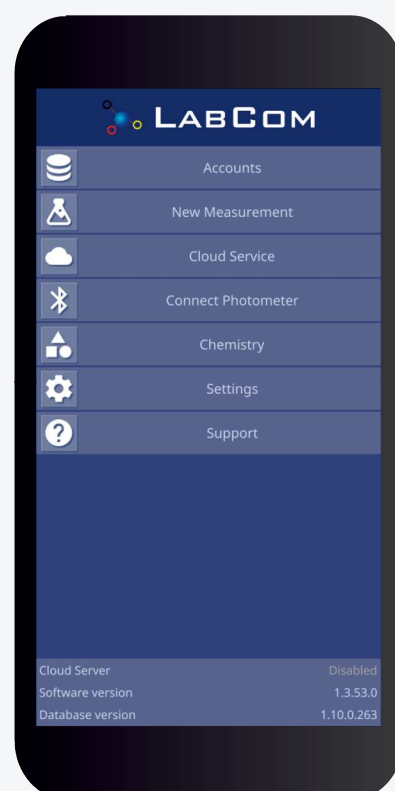 LABCOM
Accounts
New Measurement
Cloud Service
Connect Photometer
Chemistry
Settings
Support
Cloud Server Disabled
Software version 1.3.53.0
Database version 1.10.0.263